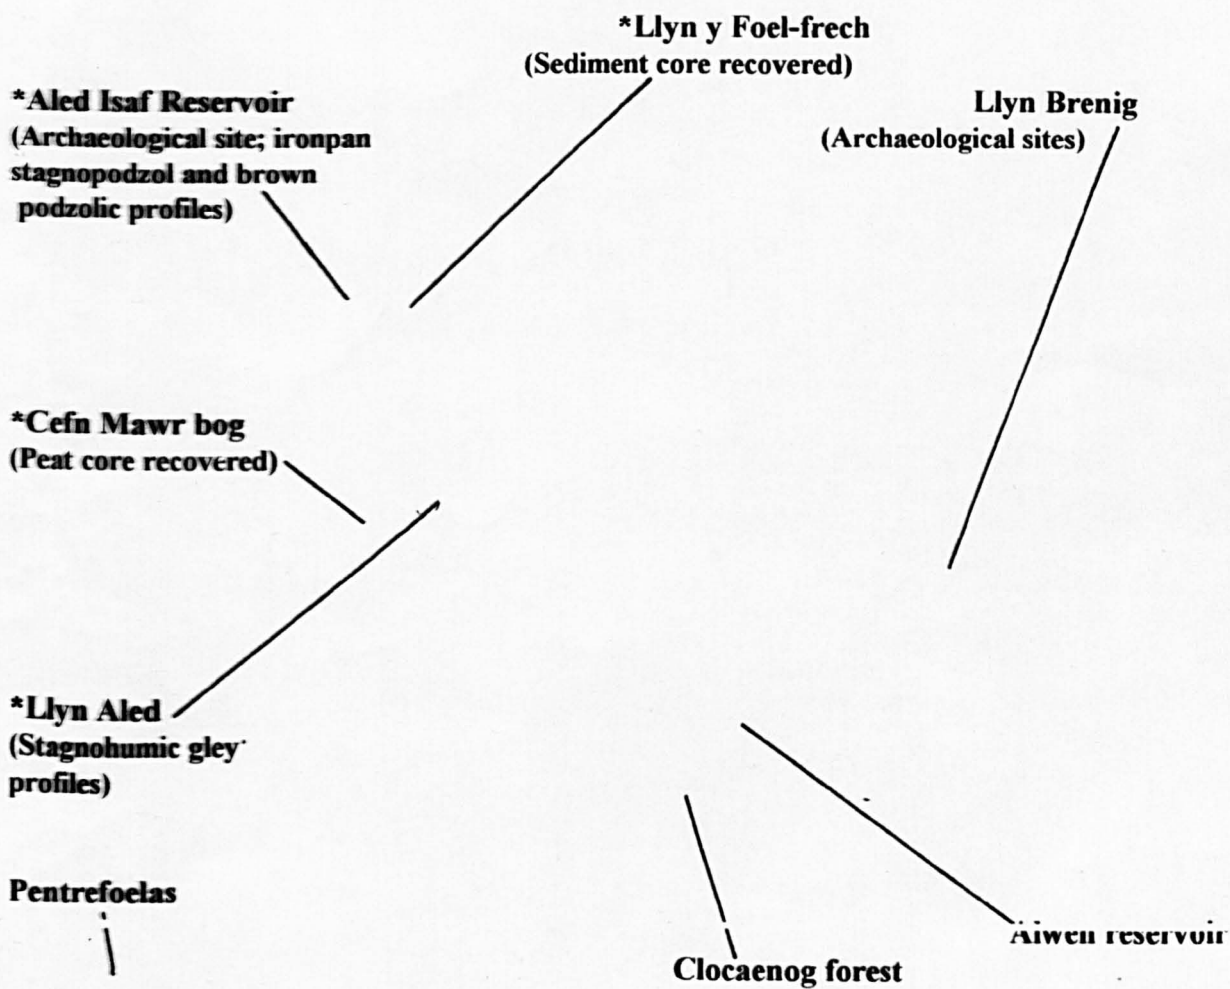 *Llyn y Foel-frech
(Sediment core recovered)
*Aled Isaf Reservoir
(Archaeological site; ironpan
stagnopodzol and brown
podzolic profiles)
Llyn Brenig
(Archaeological sites)
*Cefn Mawr bog
(Peat core recovered)
*Llyn Aled
(Stagnohumic gley
profiles)
Pentrefoelas
reservoir
Clocaenog forest